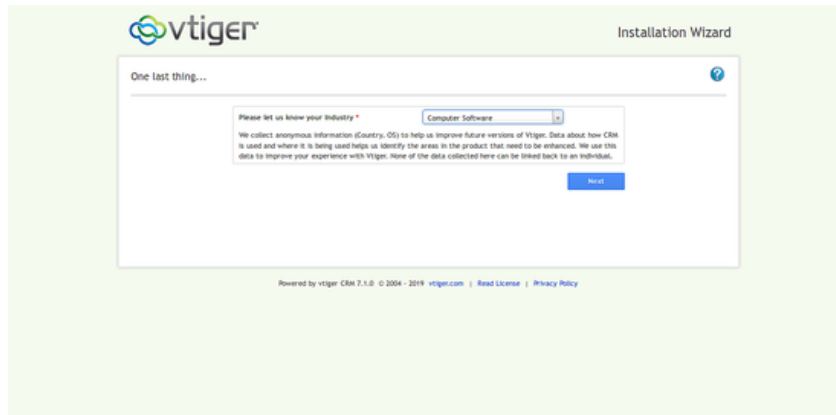 vtiger
Installation Wizard
One last thing...
Please let us know your Industry * Computer Software
We collect anonymous information (Country, OS) to help us improve future versions of Vtiger. Data about how CRM
is used and where it is being used helps us identify the areas in the product that need to be enhanced. We use this
data to improve your experience with Vtiger. None of the data collected here can be linked back to an individual.
Next
Powered by vtiger CRM 7.1.0 © 2004 - 2019 vtiger.com | Read License | Privacy Policy